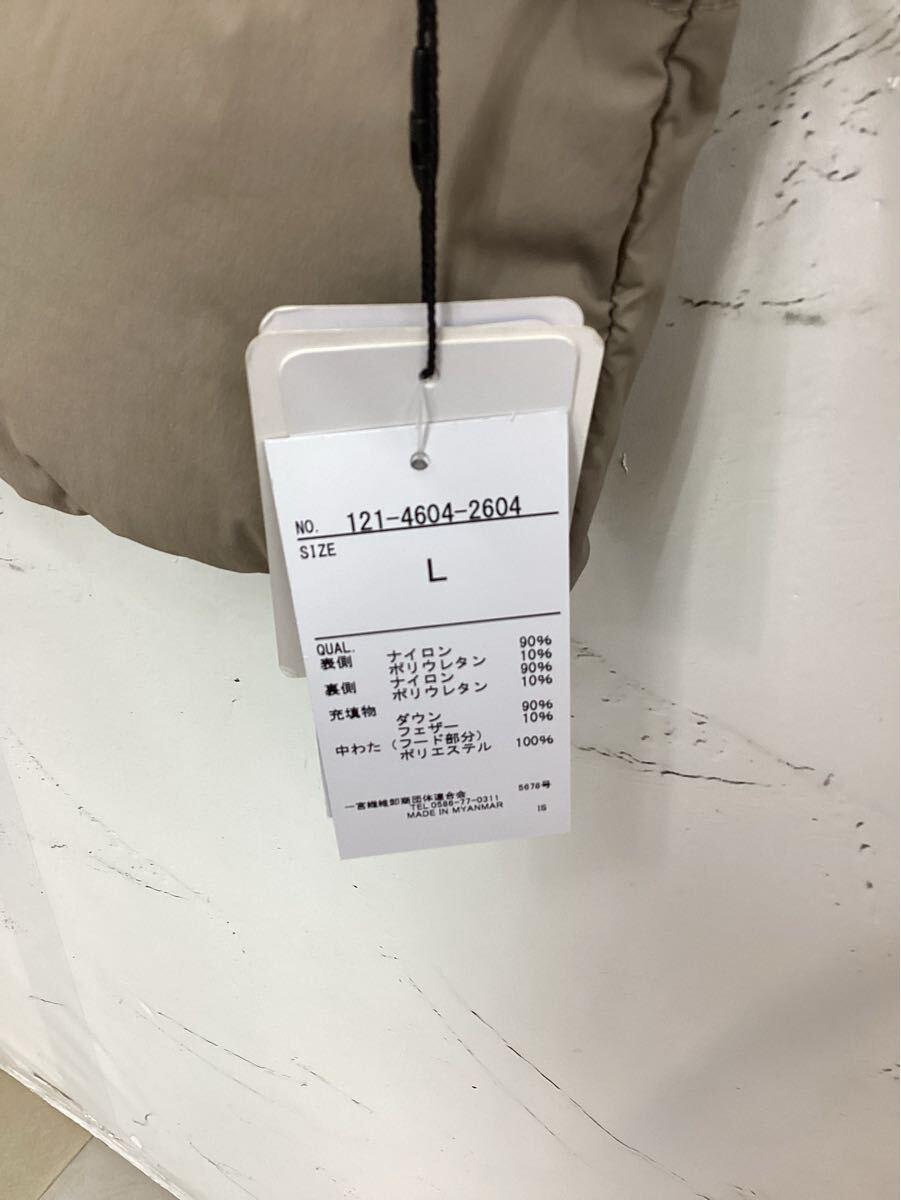 NO. 121-4604-2604
SIZE
L
QUAL.
表側 ナイロン 90%
ポリウレタン 10%
裏側 ナイロン 90%
ポリウレタン 10%
充填物 ダウン 90%
フェザー 10%
中わた (フード部分)
ポリエステル 100%
一宮繊維卸商団体連合会 5678号
TEL0586-77-0311
MADE IN MYANMAR IS